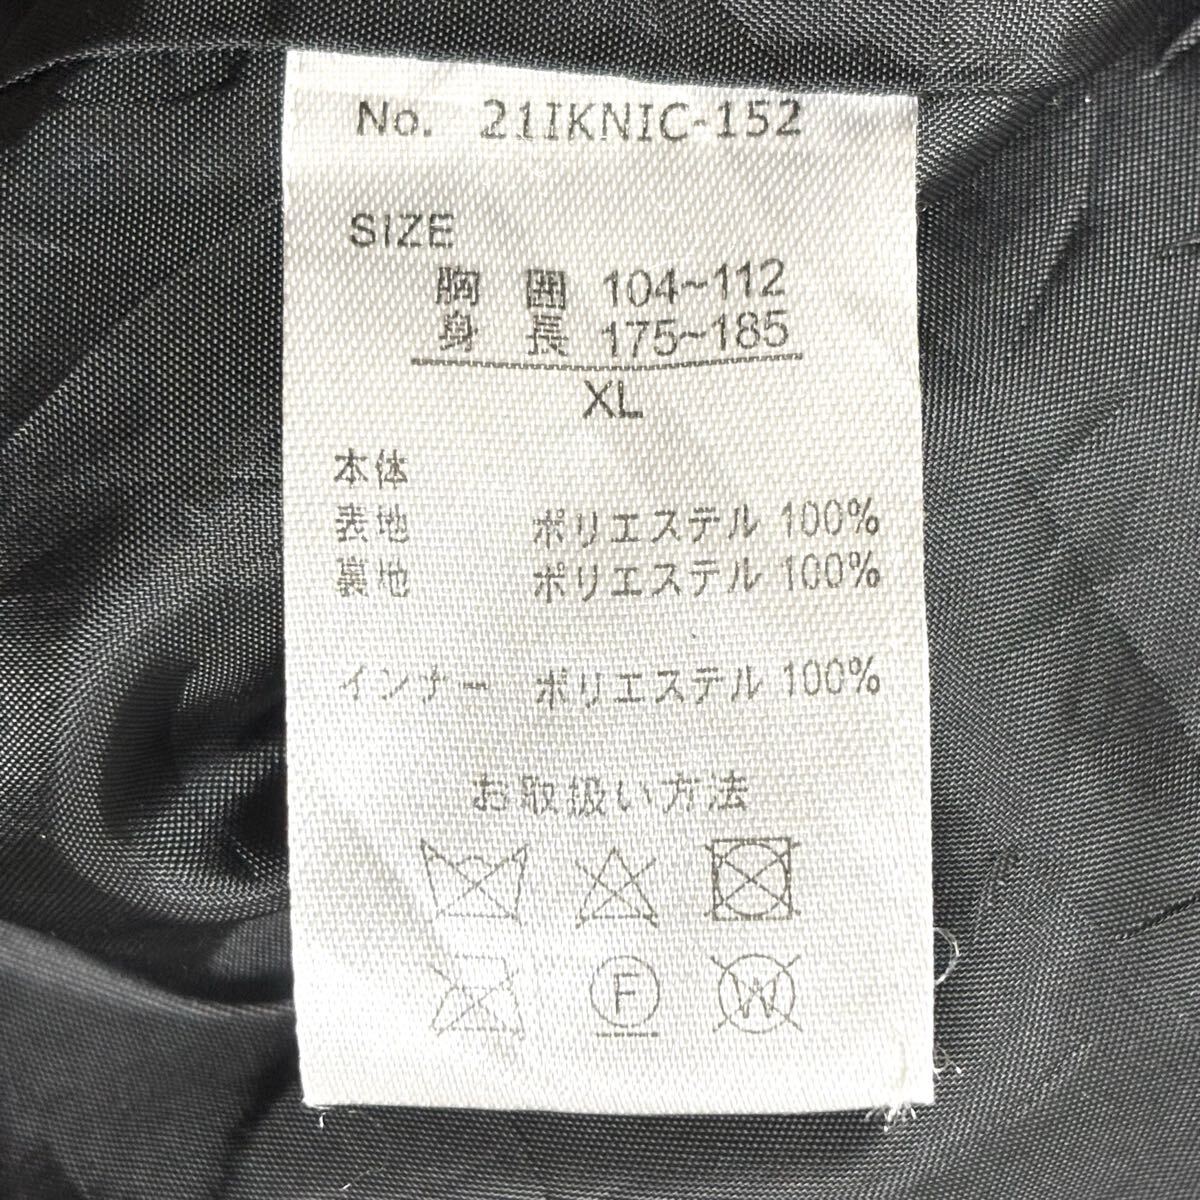 No. 21IKNIC-152
SIZE
胸 囲 104~112
身 長 175~185
XL
本体
表地 ポリエステル 100%
裏地 ポリエステル 100%
インナー ポリエステル 100%
お取扱い方法
F W